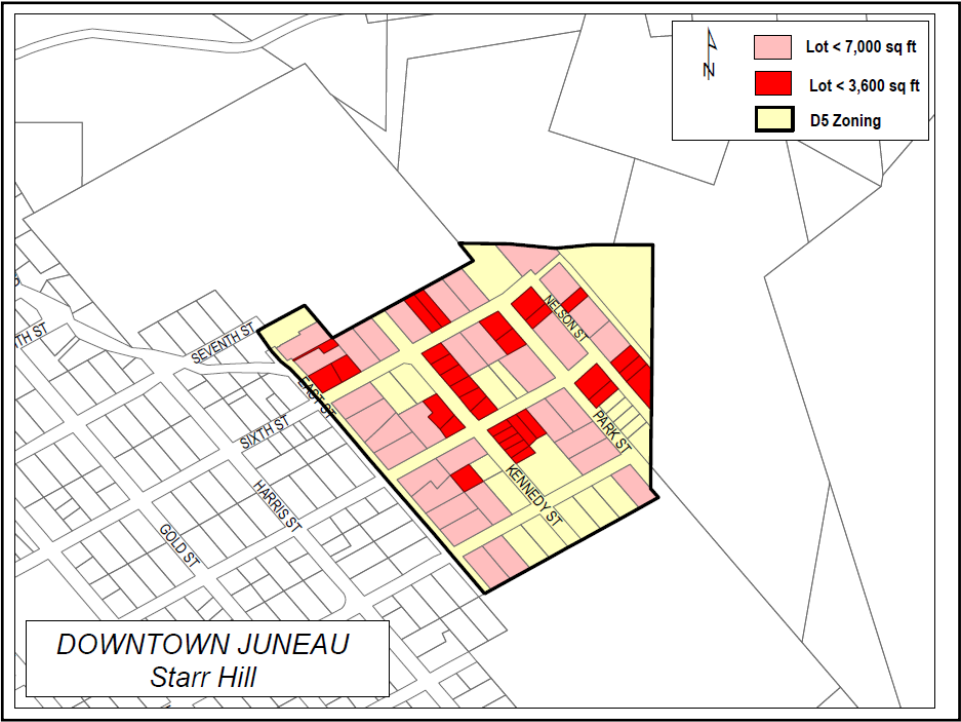 N
Lot < 7,000 sq ft
Lot < 3,600 sq ft
D5 Zoning
NELSON ST
TH ST
SEVENTH ST
EAST ST
SIXTH ST
PARK ST
HARRIS ST
KENNEDY ST
GOLD ST
DOWNTOWN JUNEAU
Starr Hill